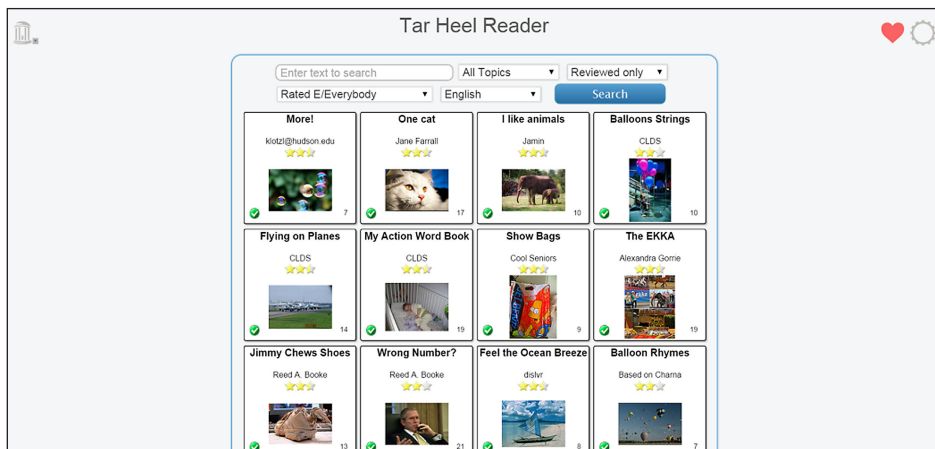 Tar Heel Reader
Enter text to search All Topics Reviewed only
Rated E/Everybody English Search
More! One cat I like animals Balloons Strings
klotzl@hudson.edu Jane Farrall Jamin CLDS
7 17 10 10
Flying on Planes My Action Word Book Show Bags The EKKA
CLDS CLDS Cool Seniors Alexandra Gorrie
14 19 9 19
Jimmy Chews Shoes Wrong Number? Feel the Ocean Breeze Balloon Rhymes
Reed A. Booke Reed A. Booke dislvr Based on Charna
13 21 8 7